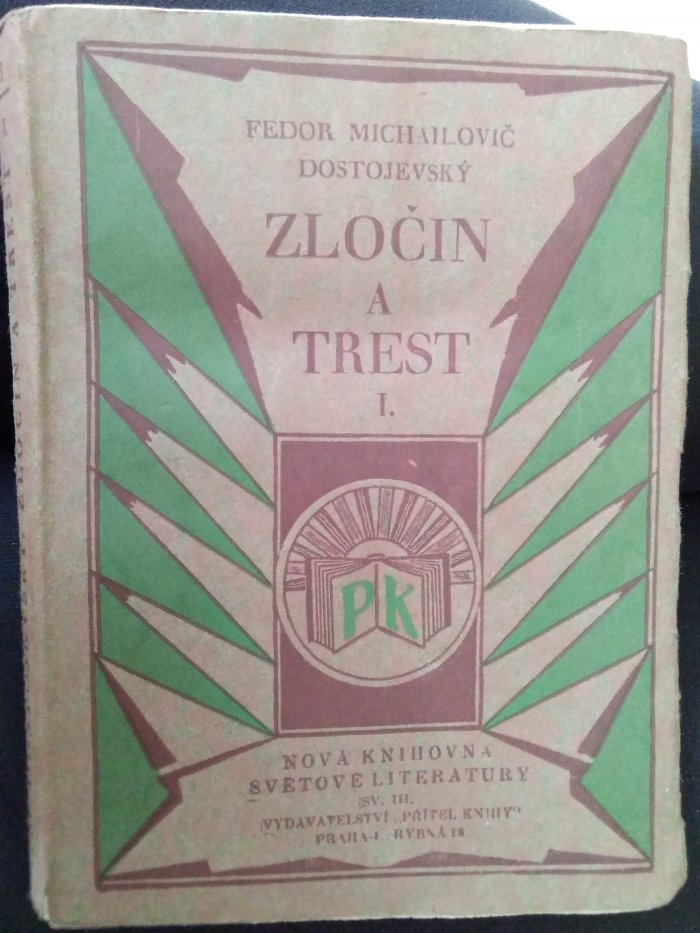 FEDOR MICHAILOVIČ
DOSTOJEVSKÝ
ZLOČIN
A
TREST
I.
PK
NOVÁ KNIHOVNA
SVĚTOVÉ LITERATURY
SV. III.
VYDAVATELSTVÍ „PŘÍTEL KNIHY"
PRAHA-I., RYBNÁ 18